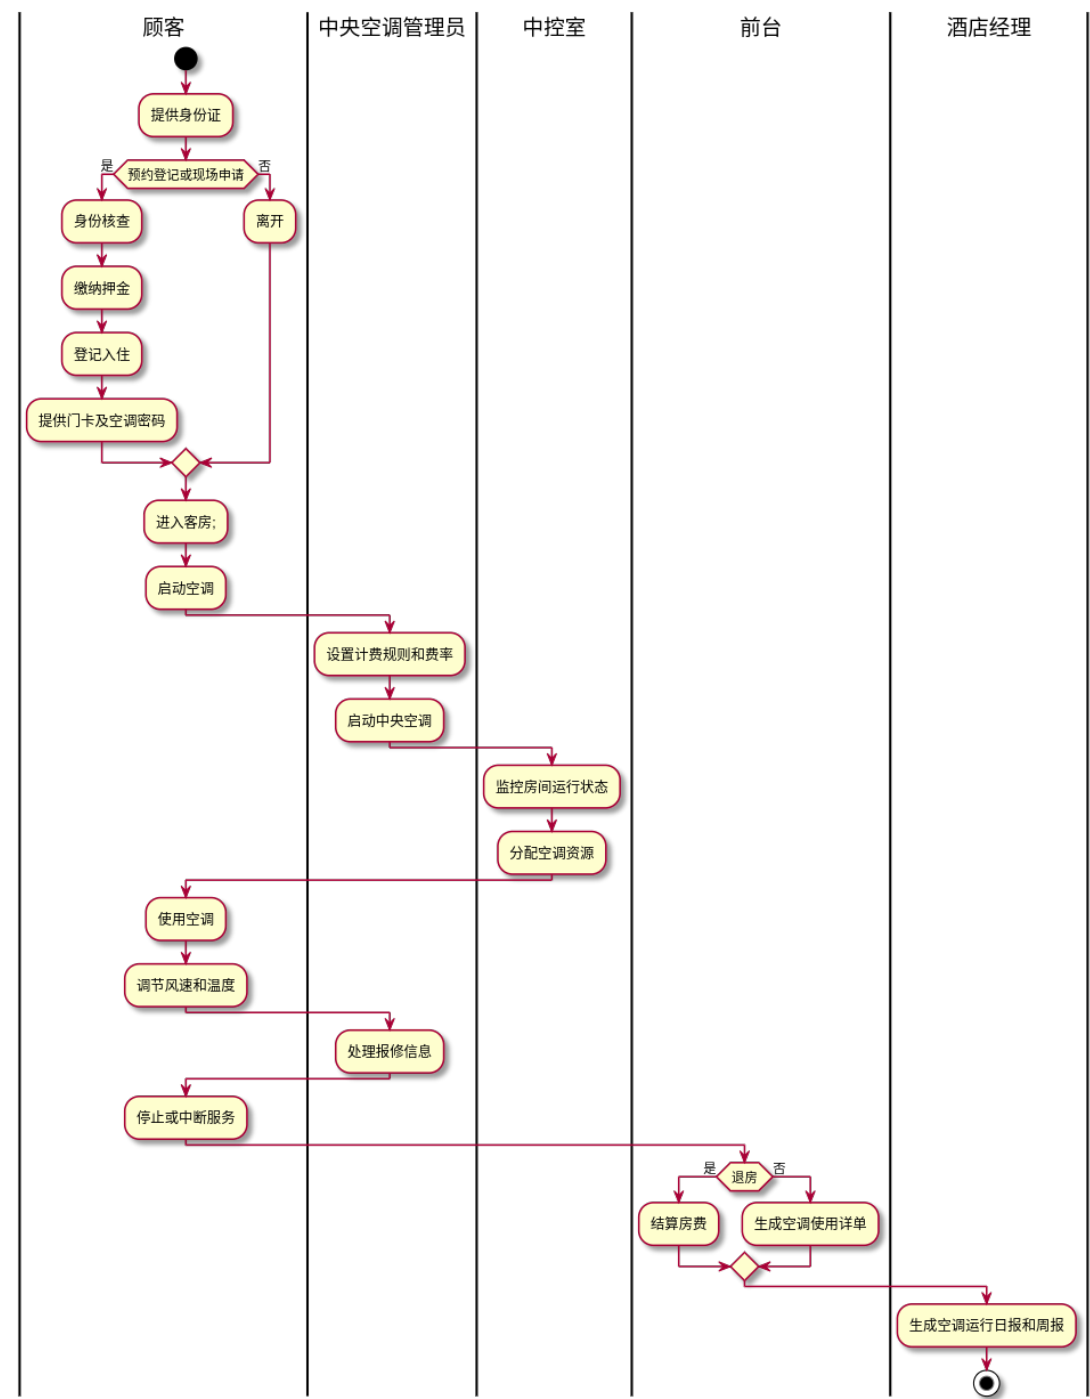 顾客
中央空调管理员
中控室
前台
酒店经理
提供身份证
是
预约登记或现场申请
否
身份核查
离开
缴纳押金
登记入住
提供门卡及空调密码
进入客房;
启动空调
设置计费规则和费率
启动中央空调
监控房间运行状态
分配空调资源
使用空调
调节风速和温度
处理报修信息
停止或中断服务
是
退房
否
结算房费
生成空调使用详单
生成空调运行日报和周报